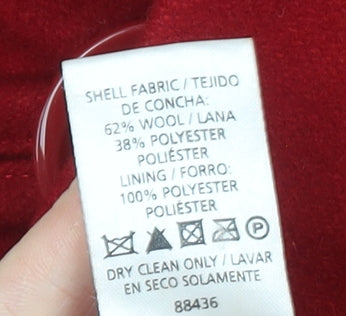 SHELL FABRIC / TEJIDO
DE CONCHA:
62% WOOL / LANA
38% POLYESTER
POLIÉSTER
LINING / FORRO:
100% POLYESTER
POLIÉSTER
P
DRY CLEAN ONLY / LAVAR
EN SECO SOLAMENTE
88436